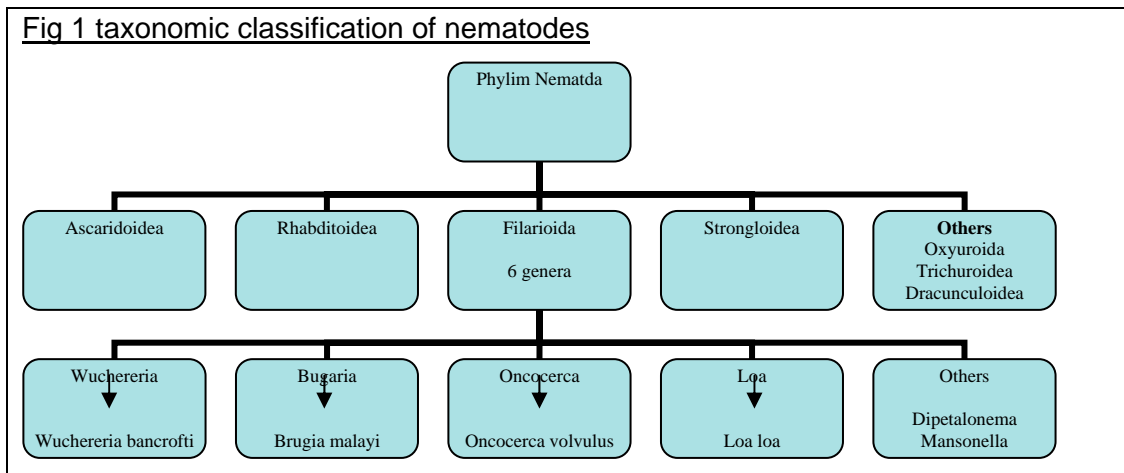 Fig 1 taxonomic classification of nematodes
Phylim Nematda
Ascaridoidea
Rhabditoidea
Filarioida
6 genera
Strongloidea
Others
Oxyuroida
Trichuroidea
Dracunculoidea
Wuchereria
Wuchereria bancrofti
Bugaria
Brugia malayi
Oncocerca
Oncocerca volvulus
Loa
Loa loa
Others
Dipetalonema
Mansonella